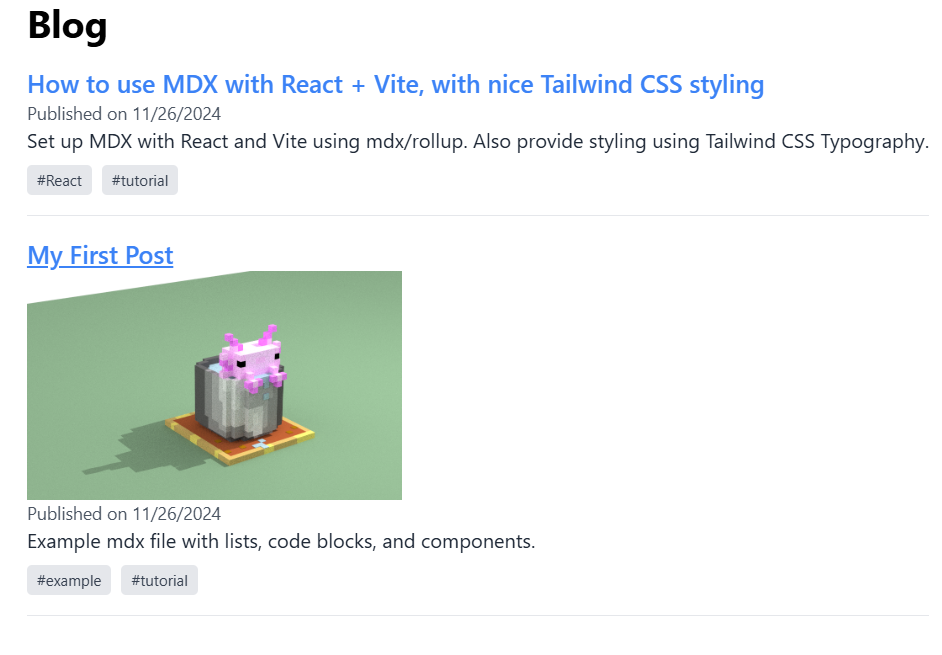 Blog
How to use MDX with React + Vite, with nice Tailwind CSS styling
Published on 11/26/2024
Set up MDX with React and Vite using mdx/rollup. Also provide styling using Tailwind CSS Typography.
#React #tutorial
My First Post
Published on 11/26/2024
Example mdx file with lists, code blocks, and components.
#example #tutorial